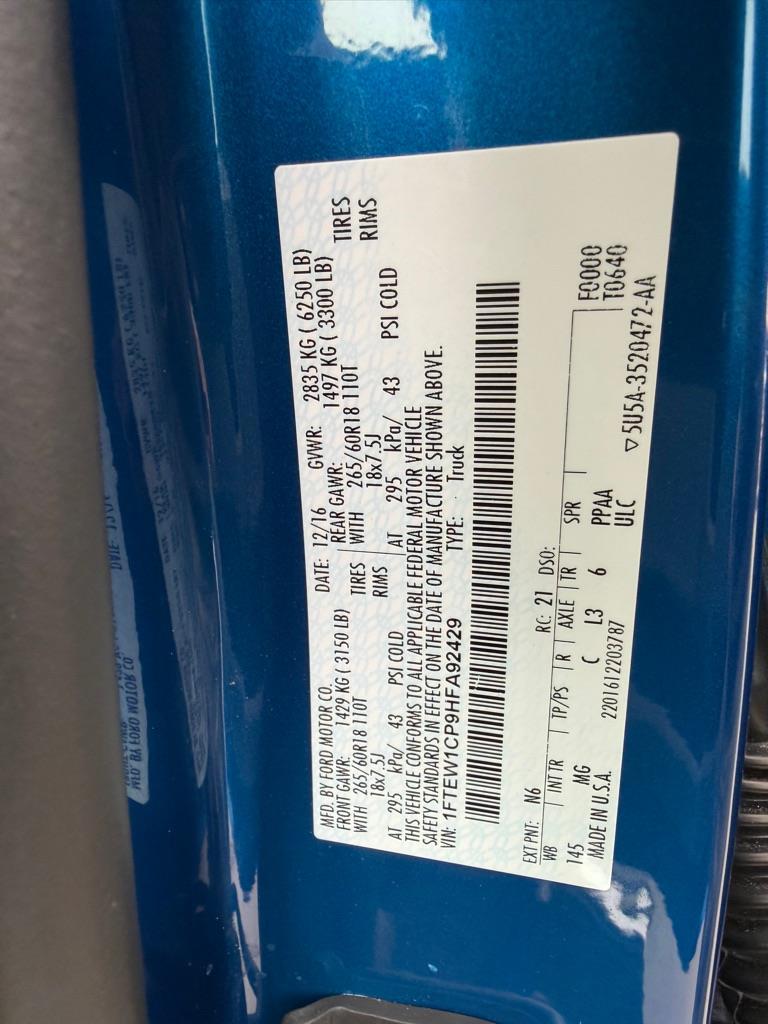 MFD. BY FORD MOTOR CO.
DATE: 12/16 GVWR: 2835 KG ( 6250 LB)
FRONT GAWR: 1429 KG ( 3150 LB) REAR GAWR: 1497 KG ( 3300 LB)
WITH 265/60R18 110T TIRES WITH 265/60R18 110T TIRES
18x7.5J RIMS 18x7.5J RIMS
AT 295 kPa/ 43 PSI COLD AT 295 kPa/ 43 PSI COLD
THIS VEHICLE CONFORMS TO ALL APPLICABLE FEDERAL MOTOR VEHICLE
SAFETY STANDARDS IN EFFECT ON THE DATE OF MANUFACTURE SHOWN ABOVE.
VIN: 1FTEW1CP9HFA92429 TYPE: Truck
EXT PNT: N6 RC: 21 DSO:
WB INT TR TP/PS R AXLE TR SPR F0000
145 MG C L3 6 PPAA T0640
MADE IN U.S.A. 2201612203787 ULC ▽5U5A-3520472-AA